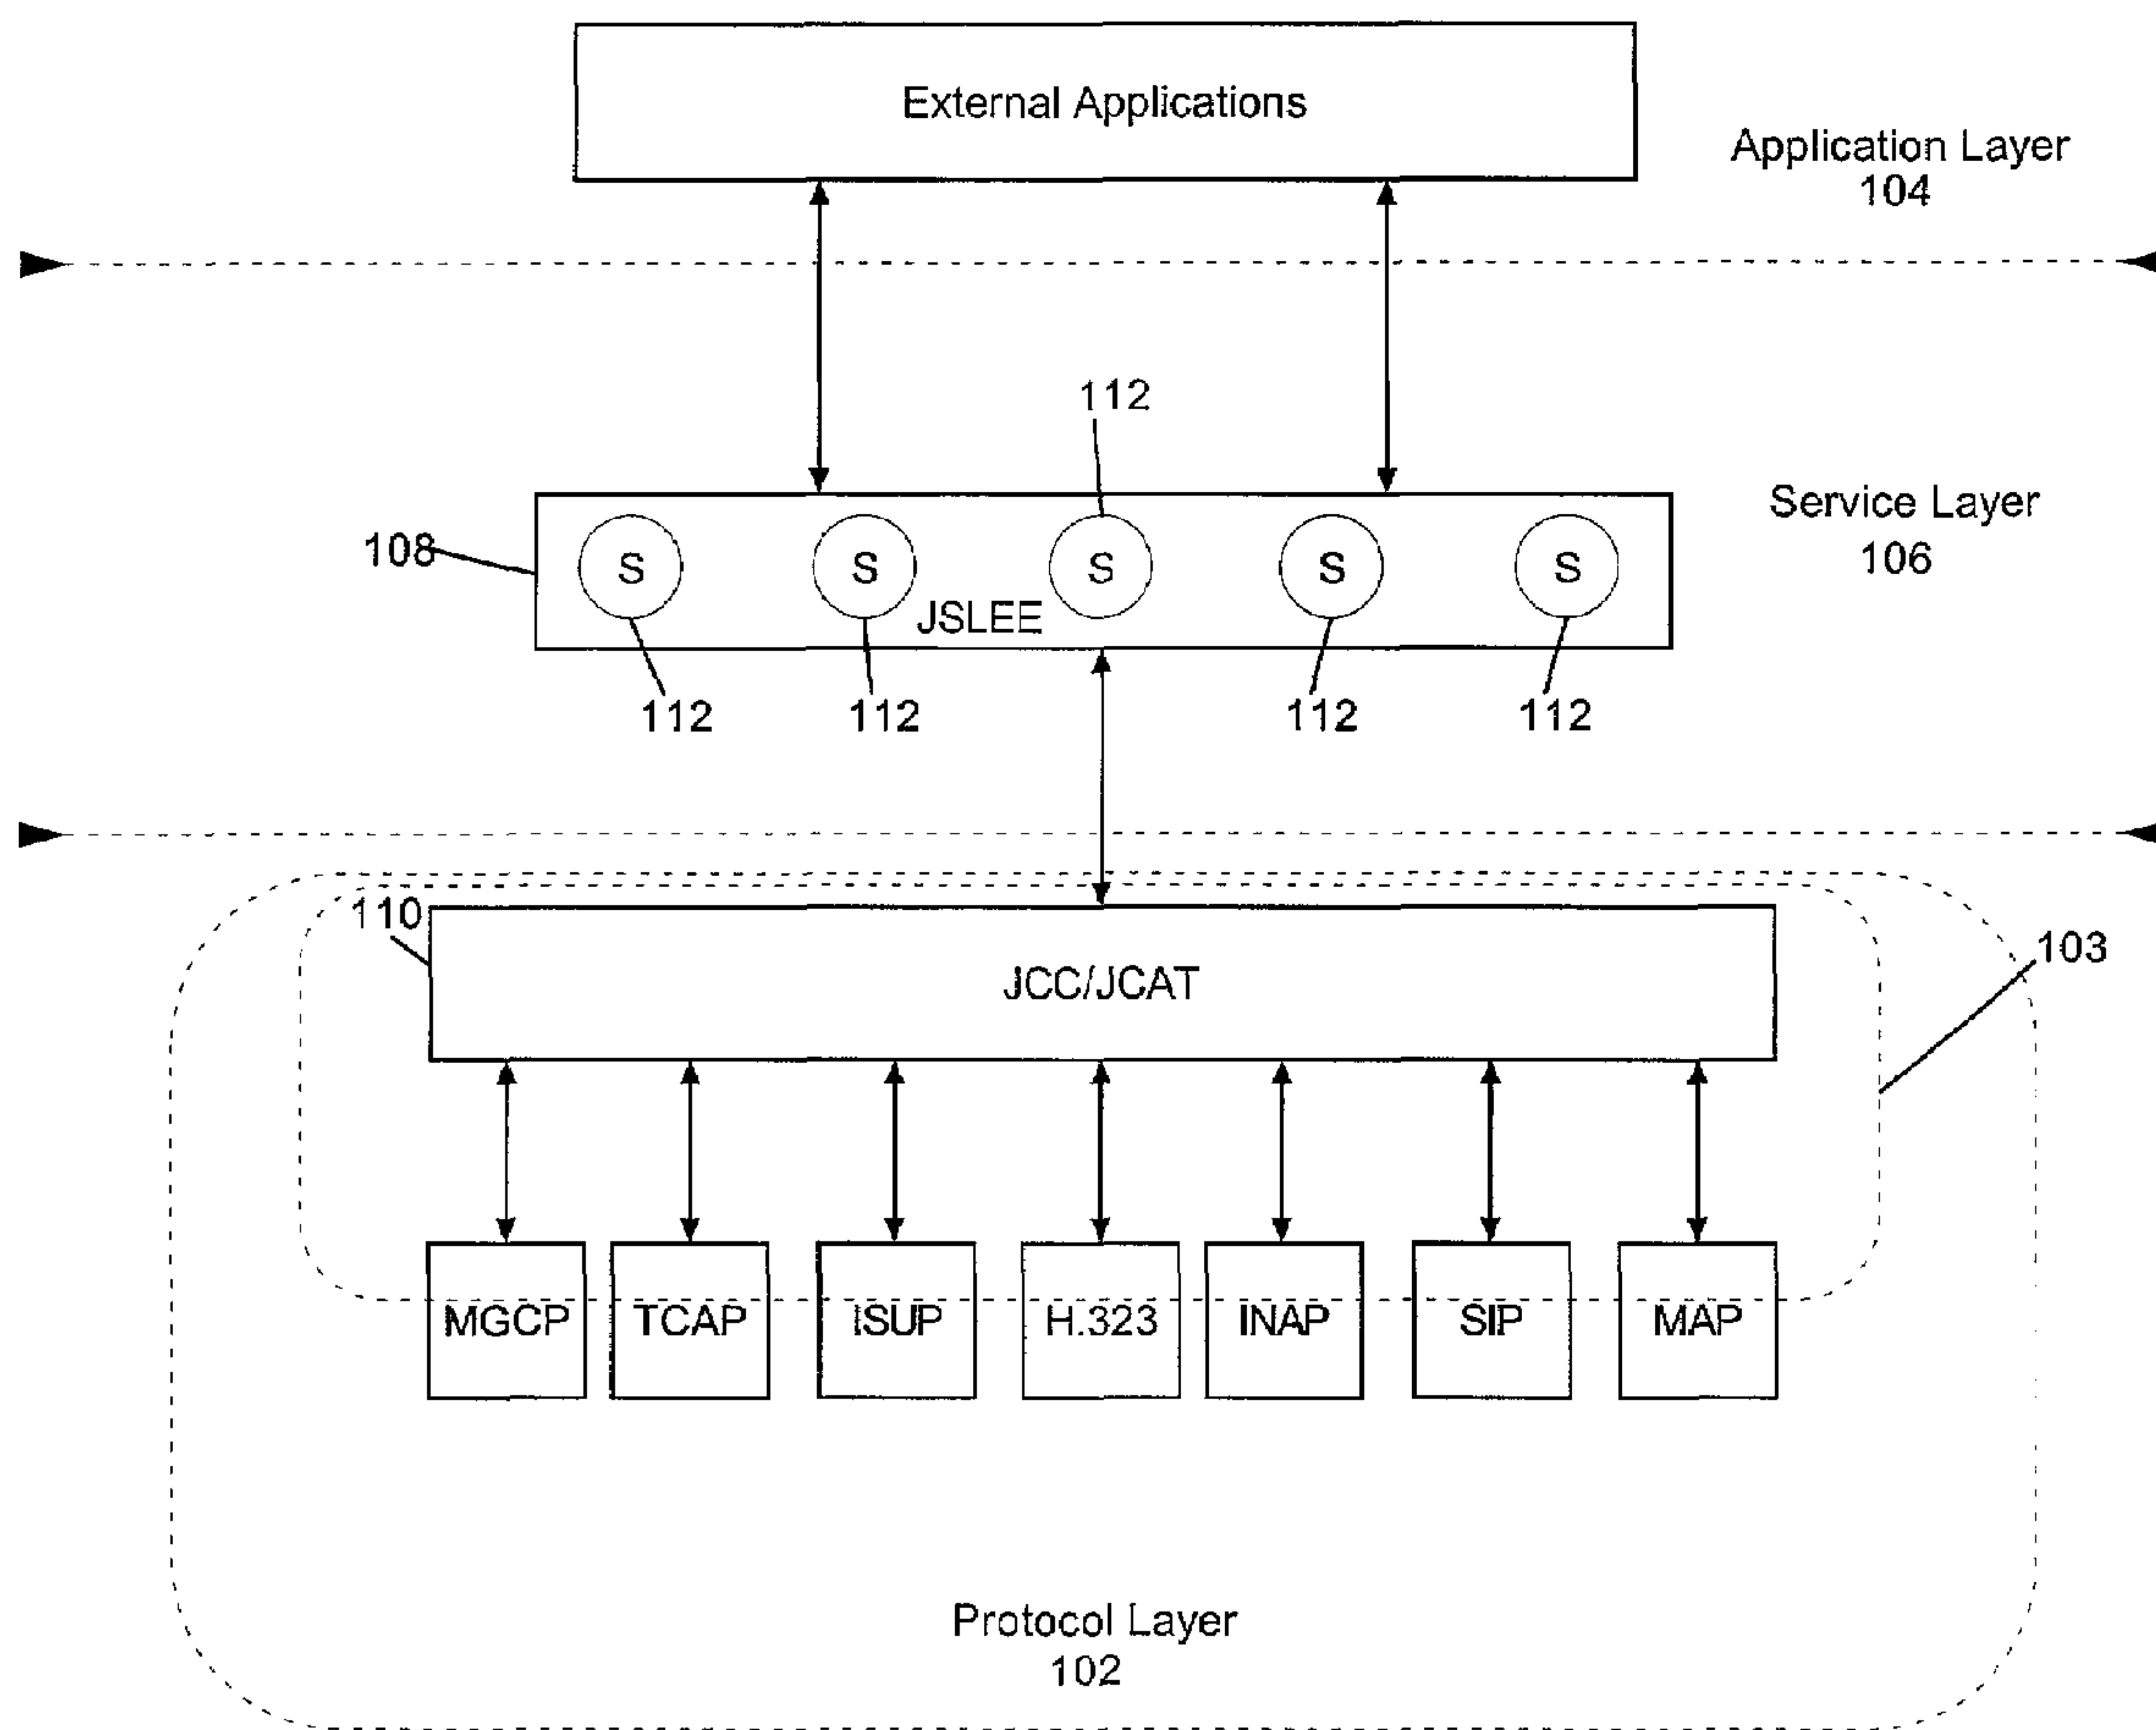 External Applications
Application Layer
104
112
Service Layer
106
108
S S S S S
JSLEE
112 112 112 112
110
103
JCC/JCAT
MGCP TCAP ISUP H.323 INAP SIP MAP
Protocol Layer
102